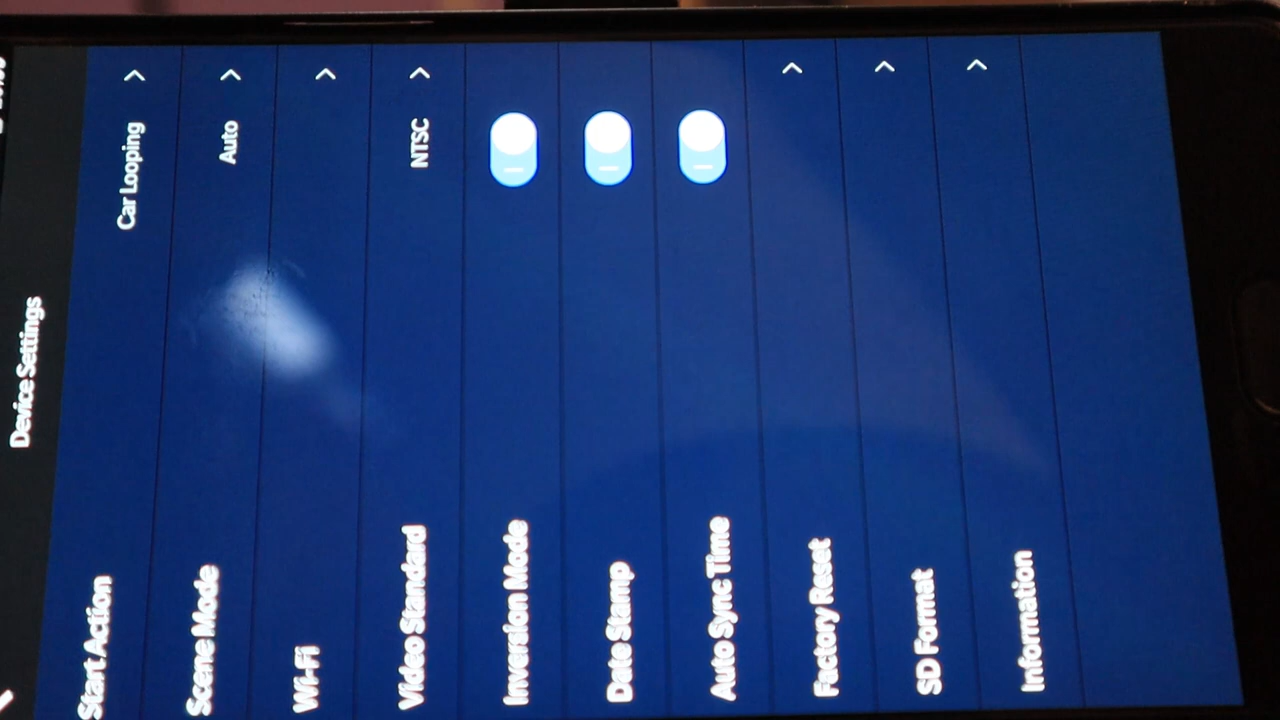 Device Settings
Start Action Car Looping
Scene Mode Auto
Wi-Fi
Video Standard NTSC
Inversion Mode
Date Stamp
Auto Sync Time
Factory Reset
SD Format
Information